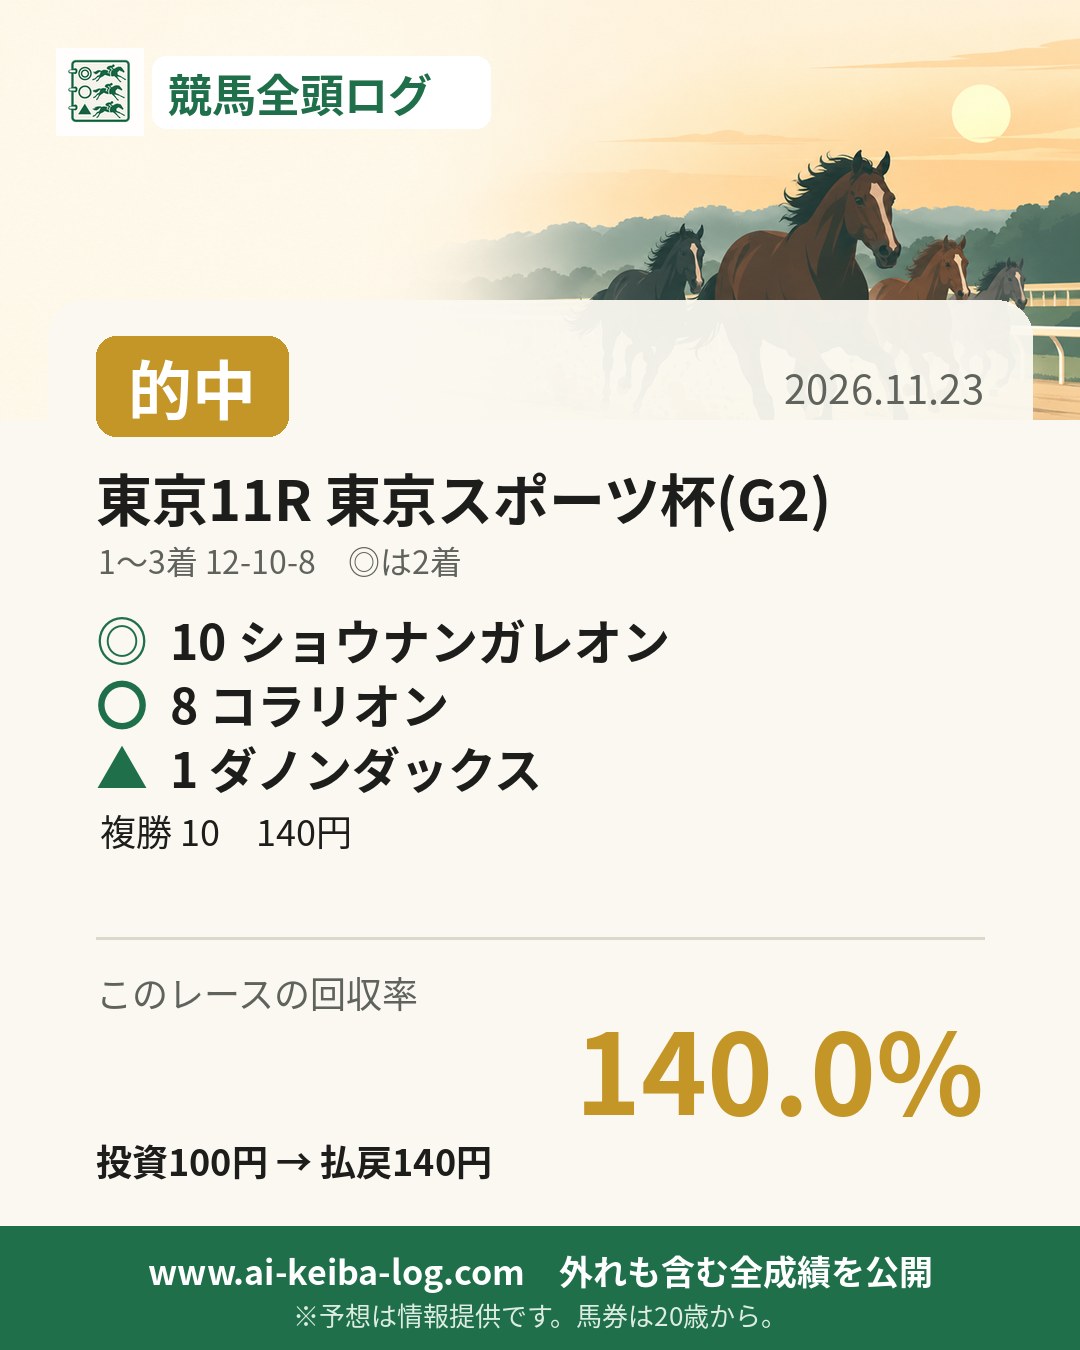 競馬全頭ログ
的中
2026.11.23
東京11R 東京スポーツ杯(G2)
1〜3着 12-10-8　◎は2着
◎ 10 ショウナンガレオン
○ 8 コラリオン
▲ 1 ダノンダックス
複勝 10　140円
このレースの回収率
140.0%
投資100円 → 払戻140円
www.ai-keiba-log.com　外れも含む全成績を公開
※予想は情報提供です。馬券は20歳から。